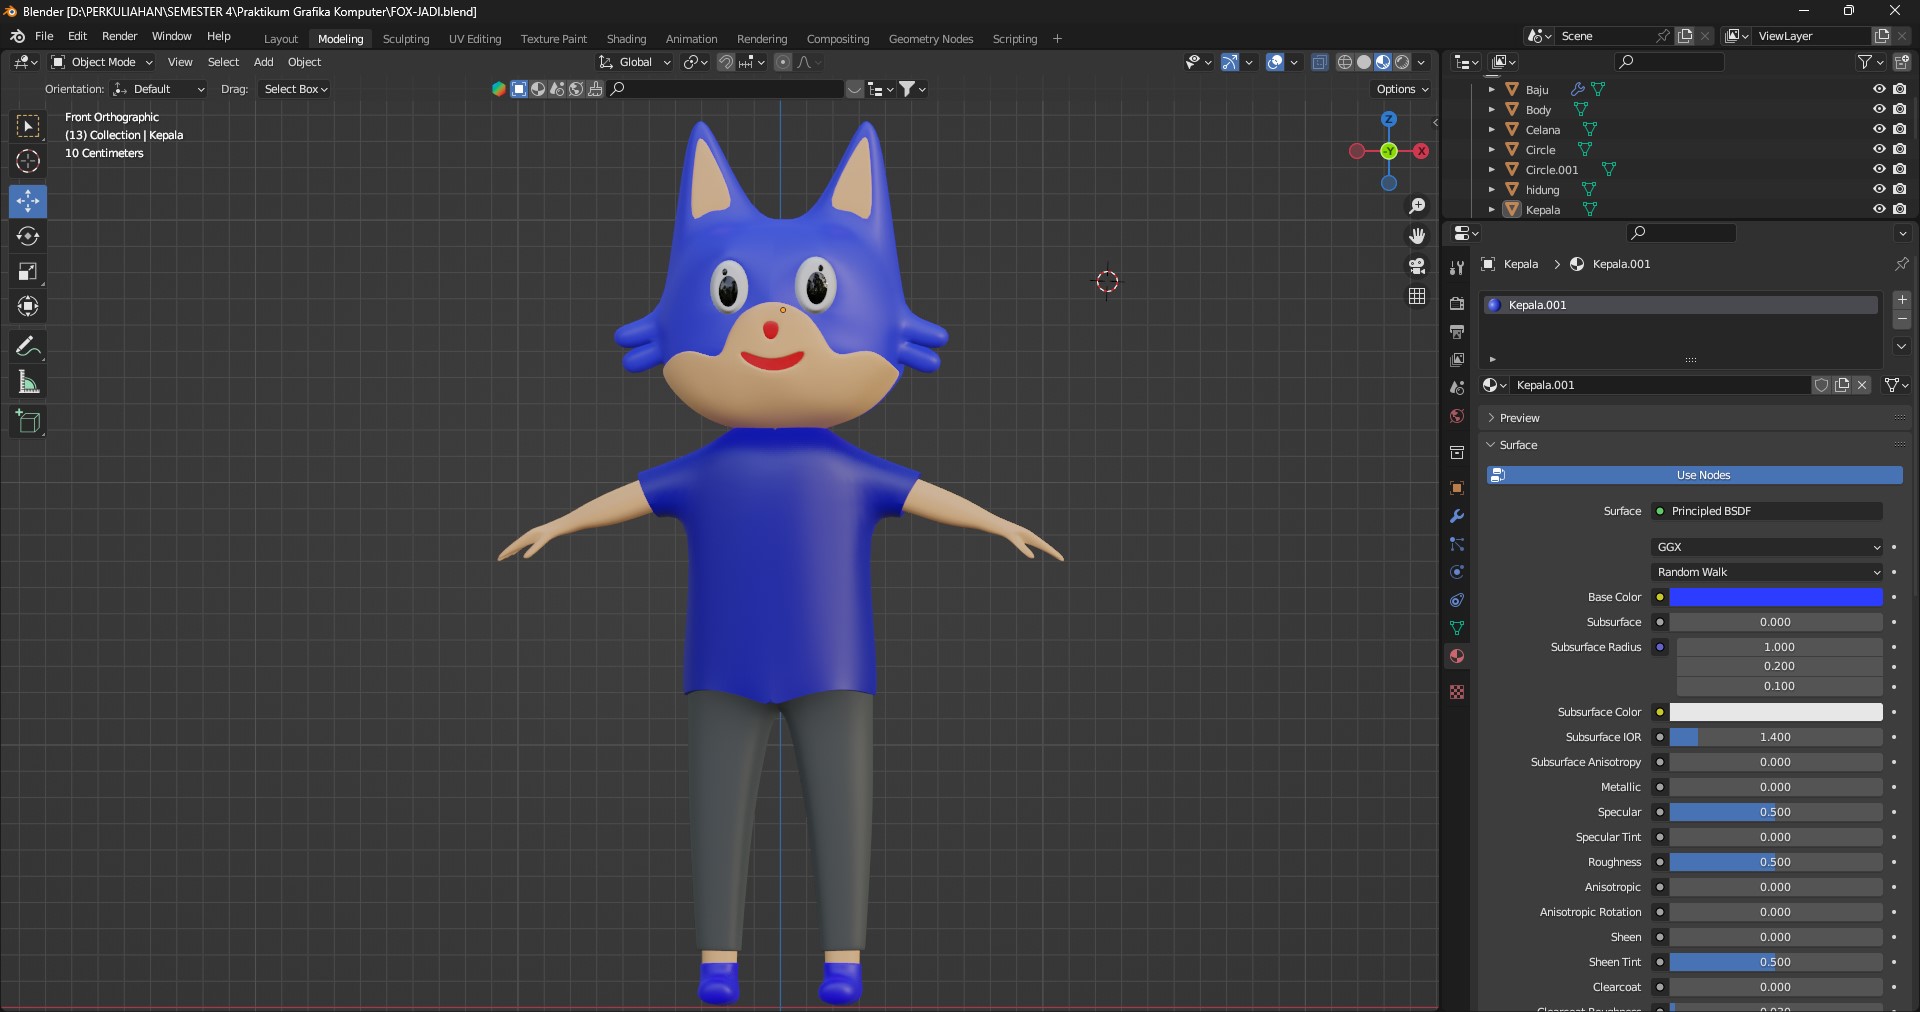 Blender [D:\PERKULIAHAN\SEMESTER 4\Praktikum Grafika Komputer\FOX-JADI.blend]
File Edit Render Window Help Layout Modeling Sculpting UV Editing Texture Paint Shading Animation Rendering Compositing Geometry Nodes Scripting + Scene ViewLayer
Object Mode View Select Add Object Global
Orientation: Default Drag: Select Box Options
Front Orthographic
(13) Collection | Kepala
10 Centimeters
Z
-Y
X
Baju
Body
Celana
Circle
Circle.001
hidung
Kepala
Kepala > Kepala.001
Kepala.001
Kepala.001
Preview
Surface
Use Nodes
Surface Principled BSDF
GGX
Random Walk
Base Color
Subsurface 0.000
Subsurface Radius 1.000
0.200
0.100
Subsurface Color
Subsurface IOR 1.400
Subsurface Anisotropy 0.000
Metallic 0.000
Specular 0.500
Specular Tint 0.000
Roughness 0.500
Anisotropic 0.000
Anisotropic Rotation 0.000
Sheen 0.000
Sheen Tint 0.500
Clearcoat 0.000